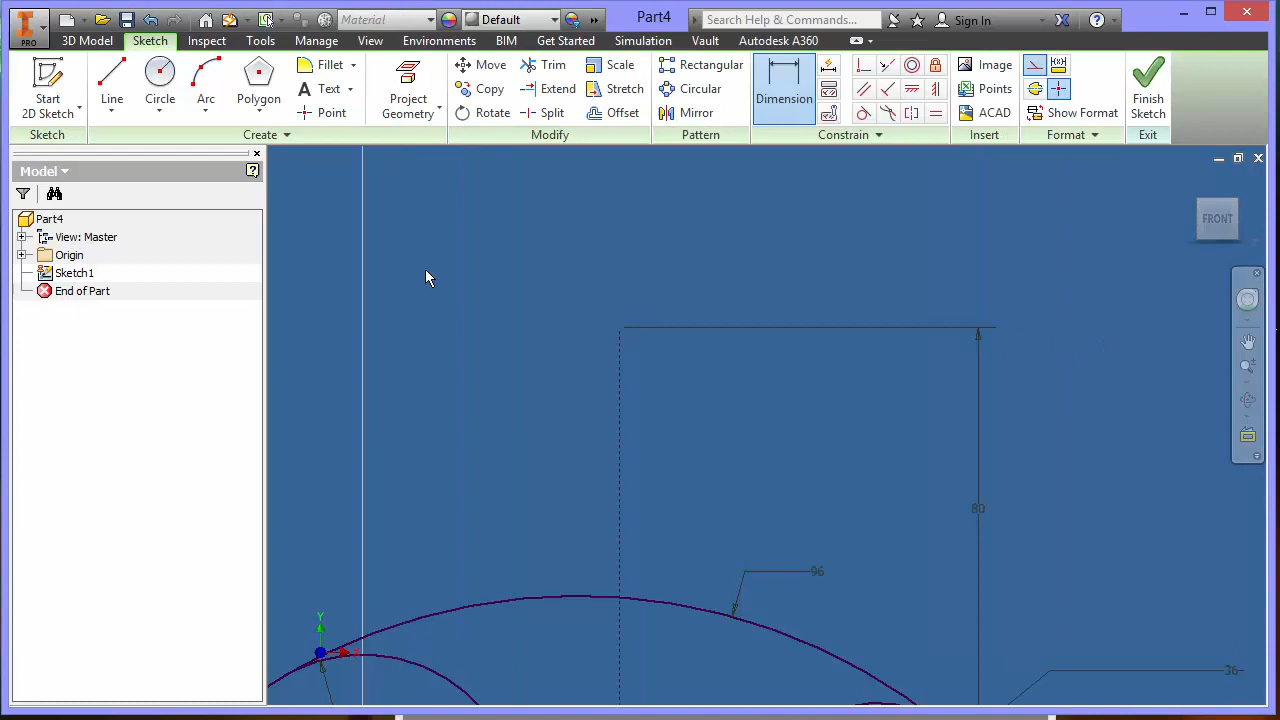 Material
Default
Part4
Search Help & Commands...
Sign In
PRO
3D Model
Sketch
Inspect
Tools
Manage
View
Environments
BIM
Get Started
Simulation
Vault
Autodesk A360
Start
2D Sketch
Line
Circle
Arc
Polygon
Fillet
Text
Point
Project
Geometry
Move
Copy
Rotate
Trim
Extend
Split
Scale
Stretch
Offset
Rectangular
Circular
Mirror
Dimension
Image
Points
ACAD
Show Format
Finish
Sketch
Sketch
Create
Modify
Pattern
Constrain
Insert
Format
Exit
Model
Part4
View: Master
Origin
Sketch1
End of Part
FRONT
80
96
Y
X
36